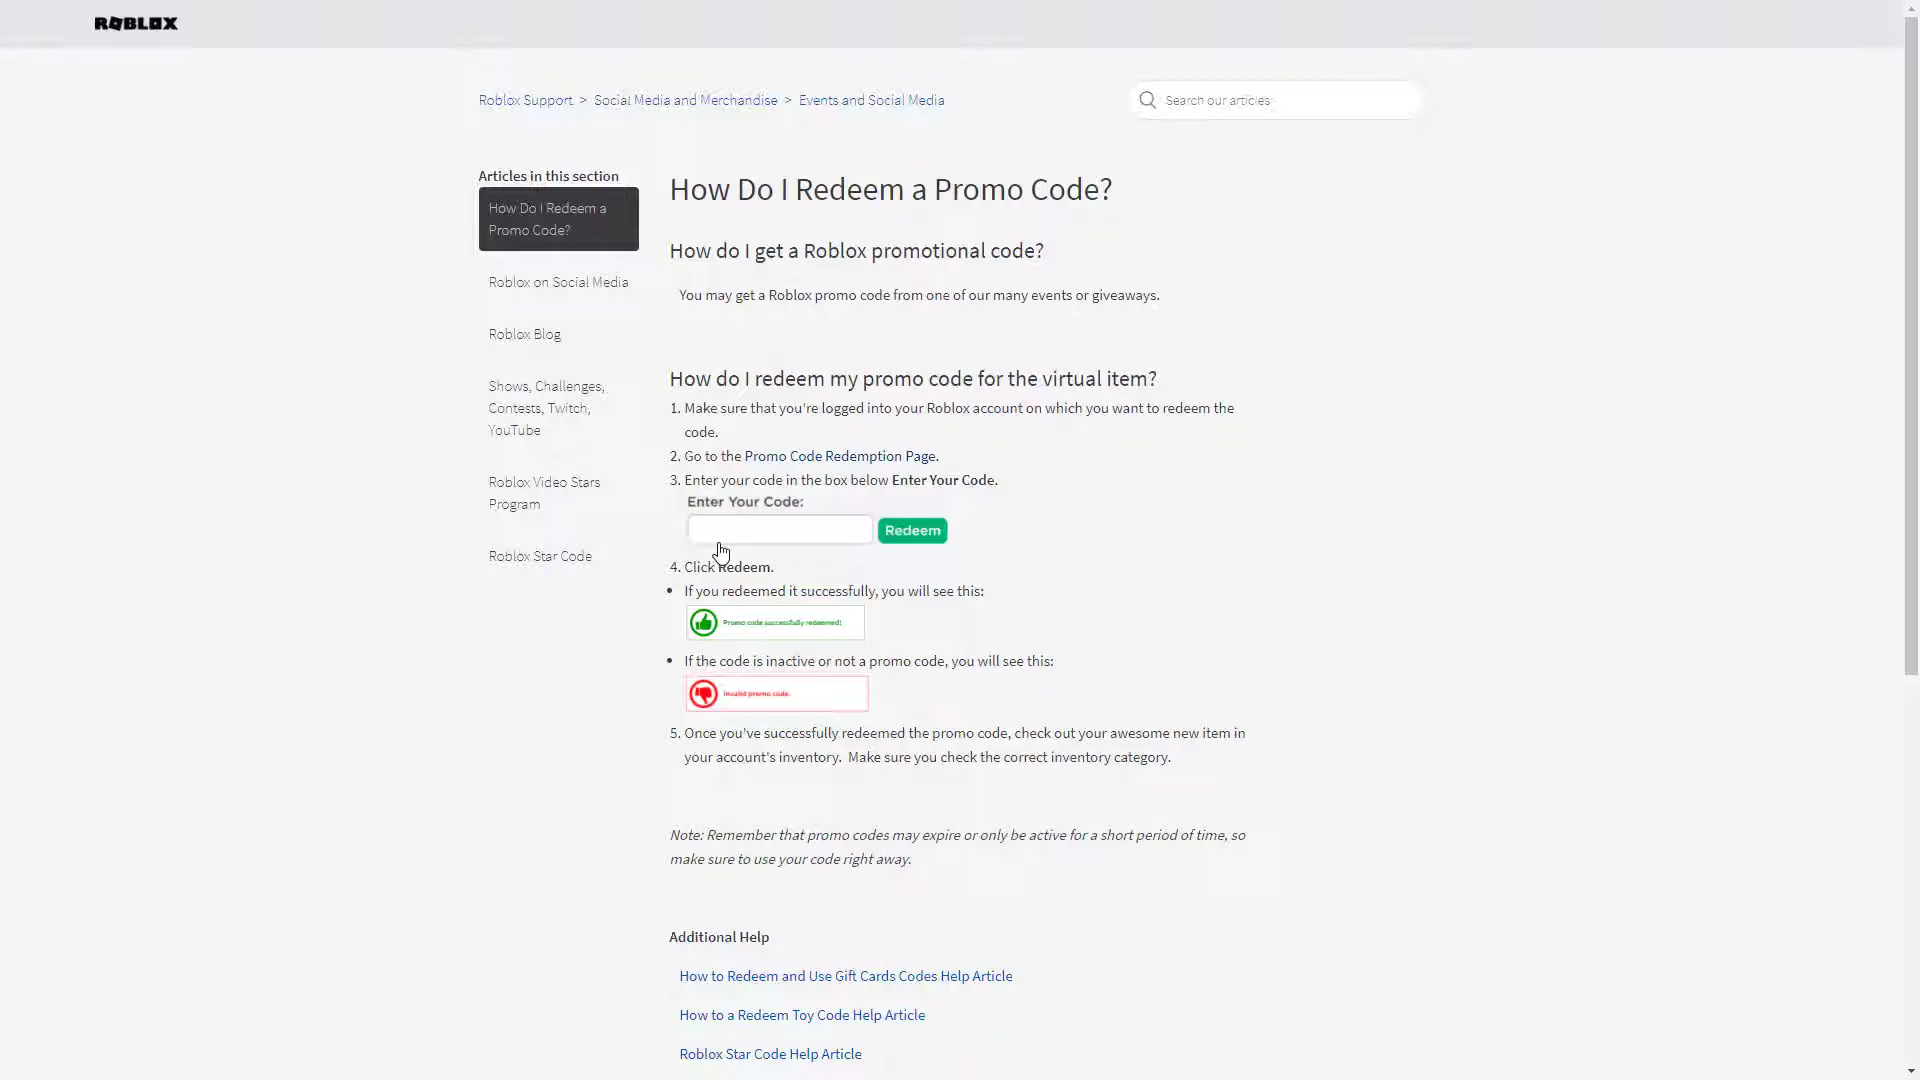 ROBLOX
Roblox Support > Social Media and Merchandise > Events and Social Media
Search our articles
Articles in this section
How Do I Redeem a
Promo Code?
Roblox on Social Media
Roblox Blog
Shows, Challenges,
Contests, Twitch,
YouTube
Roblox Video Stars
Program
Roblox Star Code
How Do I Redeem a Promo Code?
How do I get a Roblox promotional code?
You may get a Roblox promo code from one of our many events or giveaways.
How do I redeem my promo code for the virtual item?
1. Make sure that you're logged into your Roblox account on which you want to redeem the
code.
2. Go to the Promo Code Redemption Page.
3. Enter your code in the box below Enter Your Code.
Enter Your Code:
Redeem
4. Click Redeem.
• If you redeemed it successfully, you will see this:
Promo code successfully redeemed!
• If the code is inactive or not a promo code, you will see this:
Invalid promo code.
5. Once you've successfully redeemed the promo code, check out your awesome new item in
your account's inventory.  Make sure you check the correct inventory category.
Note: Remember that promo codes may expire or only be active for a short period of time, so
make sure to use your code right away.
Additional Help
How to Redeem and Use Gift Cards Codes Help Article
How to a Redeem Toy Code Help Article
Roblox Star Code Help Article